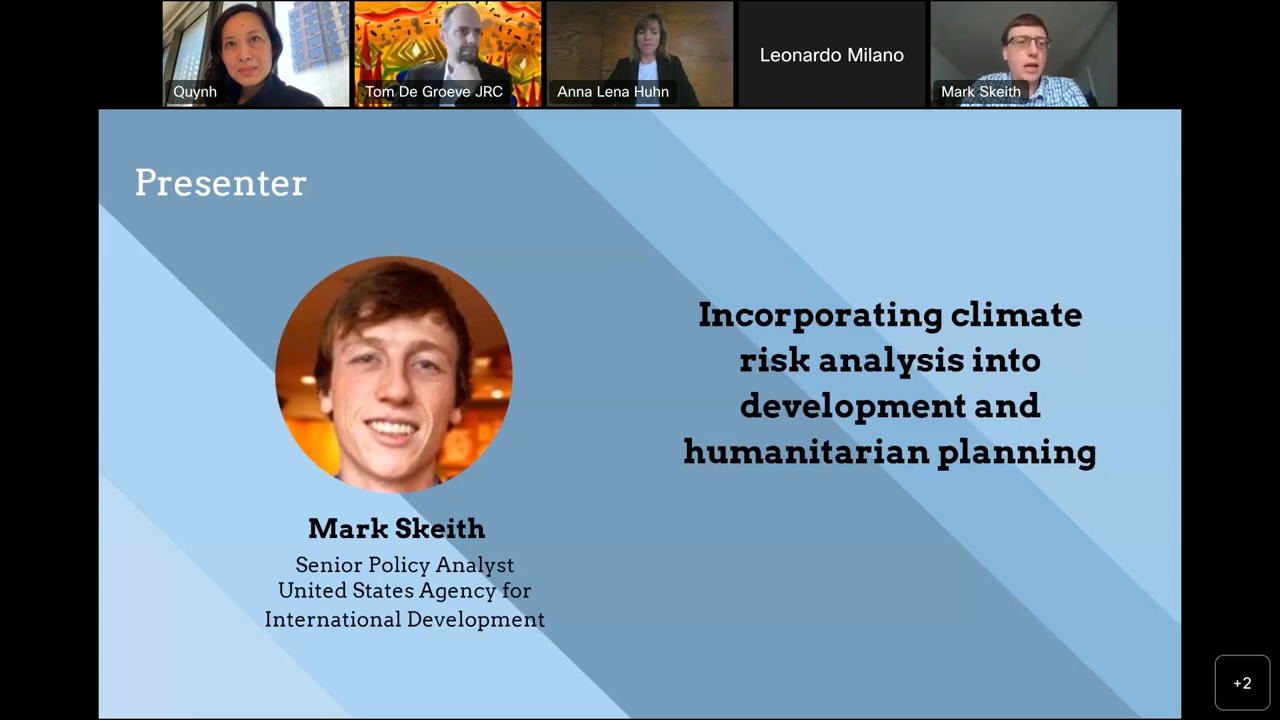 Quynh
Tom De Groeve JRC
Anna Lena Huhn
Leonardo Milano
Mark Skeith
Presenter
Incorporating climate
risk analysis into
development and
humanitarian planning
Mark Skeith
Senior Policy Analyst
United States Agency for
International Development
+2